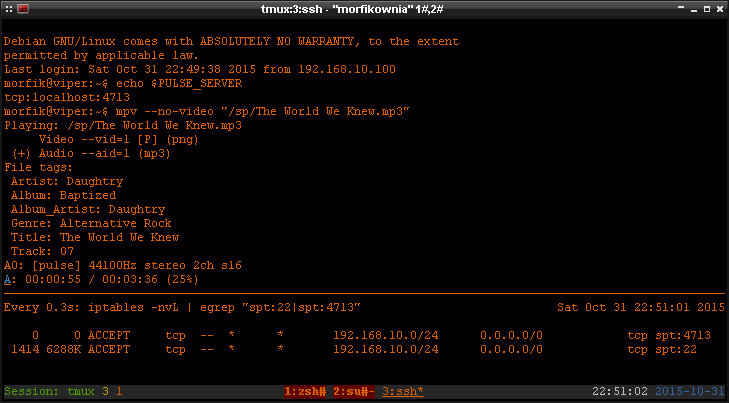 tmux:3:ssh - "morfikownia" 1#,2#
Debian GNU/Linux comes with ABSOLUTELY NO WARRANTY, to the extent
permitted by applicable law.
Last login: Sat Oct 31 22:49:38 2015 from 192.168.10.100
morfik@viper:~$ echo $PULSE_SERVER
tcp:localhost:4713
morfik@viper:~$ mpv --no-video "/sp/The World We Knew.mp3"
Playing: /sp/The World We Knew.mp3
     Video --vid=1 [P] (png)
 (+) Audio --aid=1 (mp3)
File tags:
 Artist: Daughtry
 Album: Baptized
 Album_Artist: Daughtry
 Genre: Alternative Rock
 Title: The World We Knew
 Track: 07
AO: [pulse] 44100Hz stereo 2ch s16
A: 00:00:55 / 00:03:36 (25%)
Every 0.3s: iptables -nvL | egrep "spt:22|spt:4713" Sat Oct 31 22:51:01 2015
    0     0 ACCEPT     tcp  --  *      *       192.168.10.0/24      0.0.0.0/0            tcp spt:4713
 1414 6288K ACCEPT     tcp  --  *      *       192.168.10.0/24      0.0.0.0/0            tcp spt:22
Session: tmux 3 1 1:zsh# 2:su#- 3:ssh* 22:51:02 2015-10-31